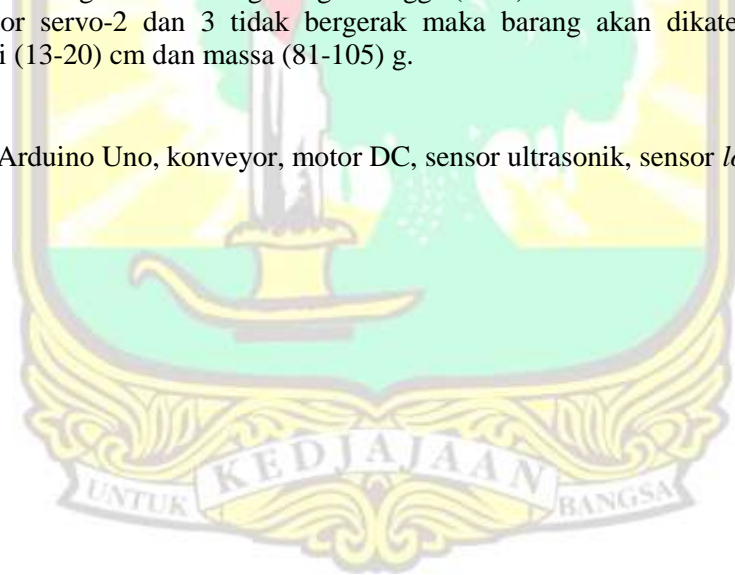 or servo-2 dan 3 tidak bergerak maka barang akan dikate
i (13-20) cm dan massa (81-105) g.
Arduino Uno, konveyor, motor DC, sensor ultrasonik, sensor
UNTUK KEDJAJAAN BANGSA